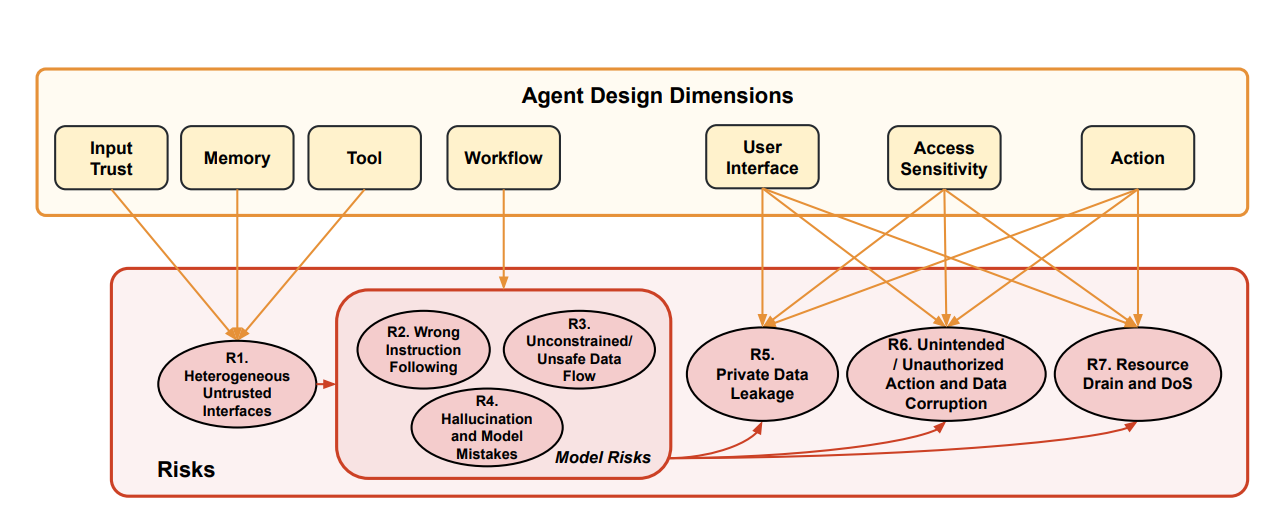 Agent Design Dimensions
Input
Trust
Memory
Tool
Workflow
User
Interface
Access
Sensitivity
Action
R1.
Heterogeneous
Untrusted
Interfaces
R2. Wrong
Instruction
Following
R3.
Unconstrained/
Unsafe Data
Flow
R4.
Hallucination
and Model
Mistakes
Model Risks
R5.
Private Data
Leakage
R6. Unintended
/ Unauthorized
Action and Data
Corruption
R7. Resource
Drain and DoS
Risks